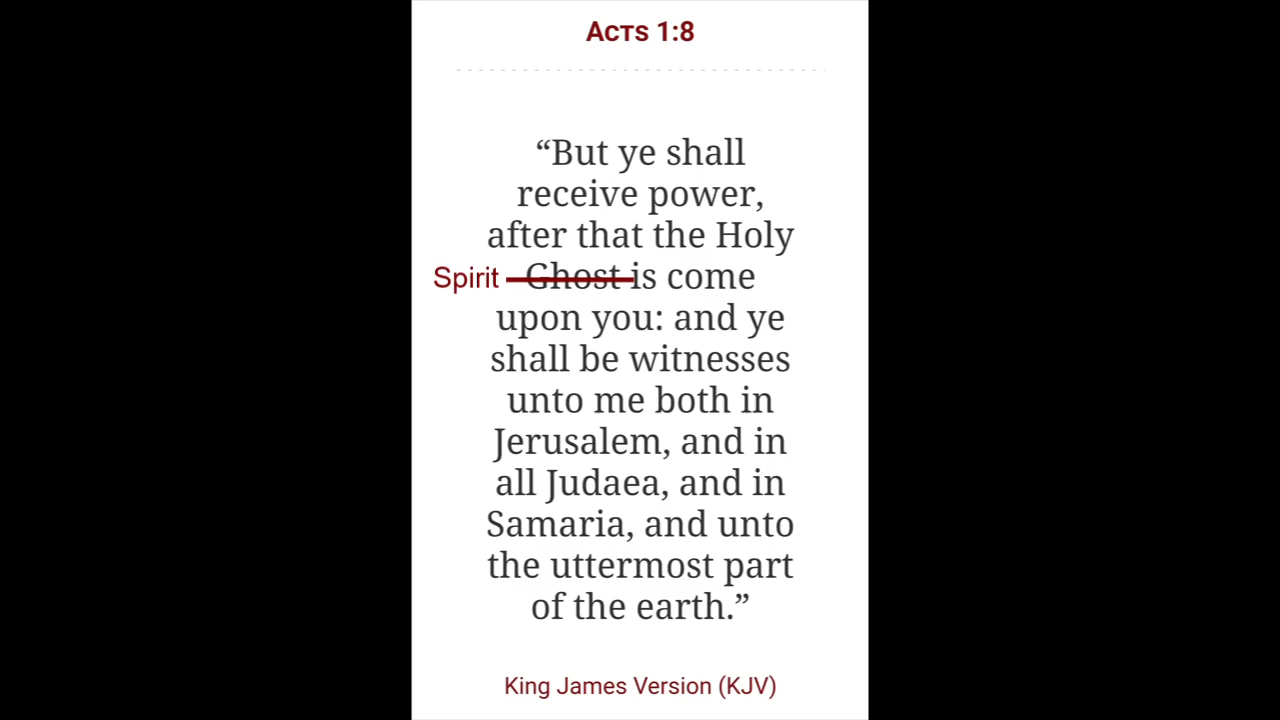 Acts 1:8
“But ye shall
receive power,
after that the Holy
Spirit Ghost is come
upon you: and ye
shall be witnesses
unto me both in
Jerusalem, and in
all Judaea, and in
Samaria, and unto
the uttermost part
of the earth.”
King James Version (KJV)